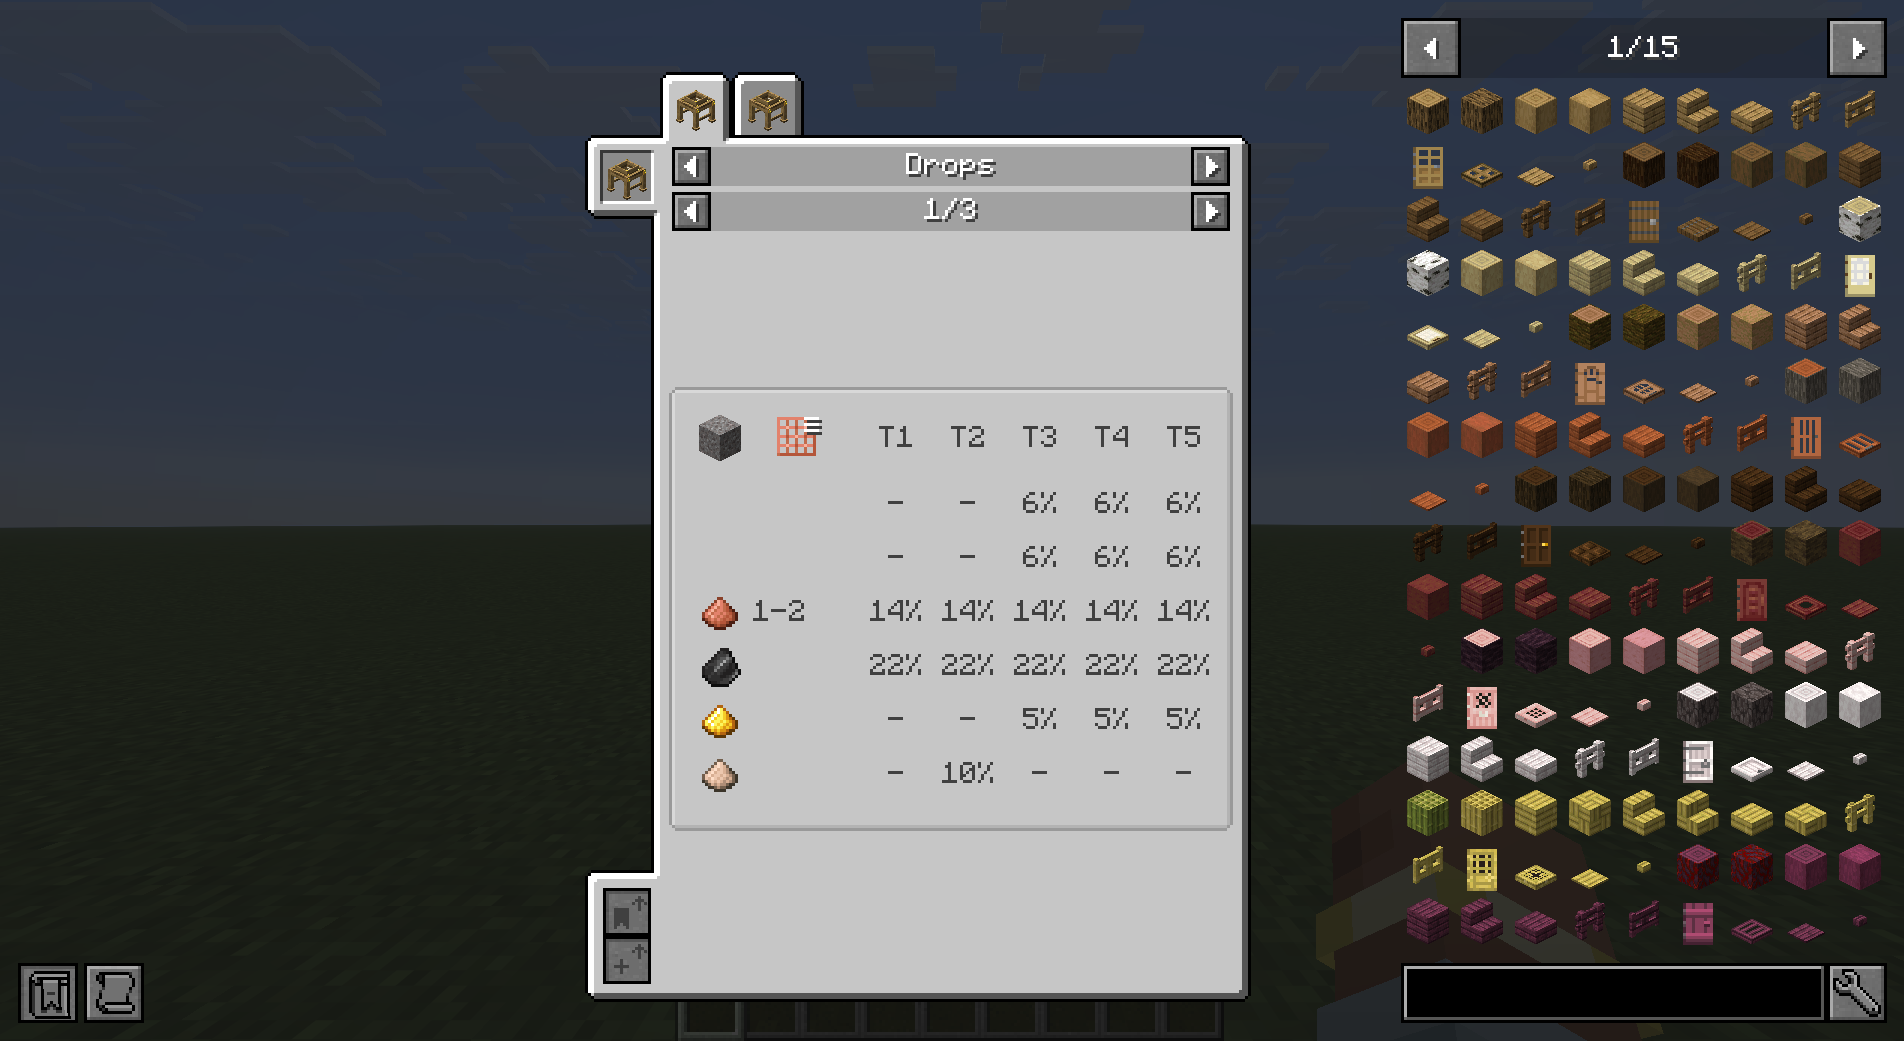 1/15
Drops
1/3
T1 T2 T3 T4 T5
- - 6% 6% 6%
- - 6% 6% 6%
1-2 14% 14% 14% 14% 14%
22% 22% 22% 22% 22%
- - 5% 5% 5%
- 10% - - -